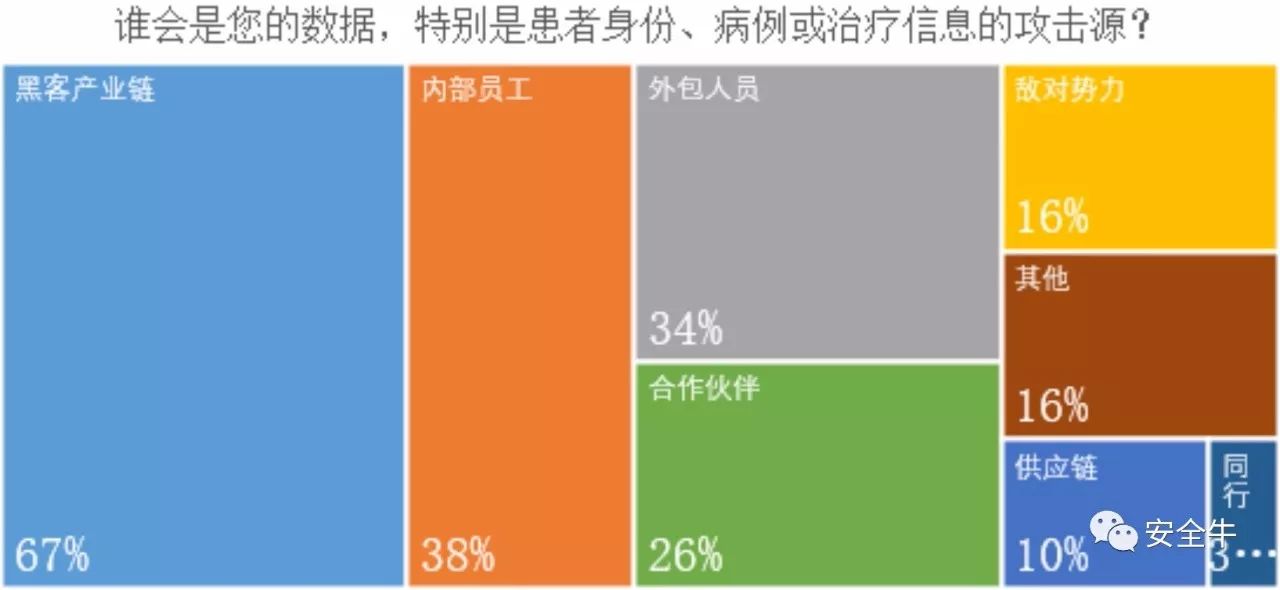 谁会是您的数据，特别是患者身份、病例或治疗信息的攻击源？
黑客产业链
67%
内部员工
38%
外包人员
34%
合作伙伴
26%
敌对势力
16%
其他
16%
供应链
10%
同
行
3…
安全牛